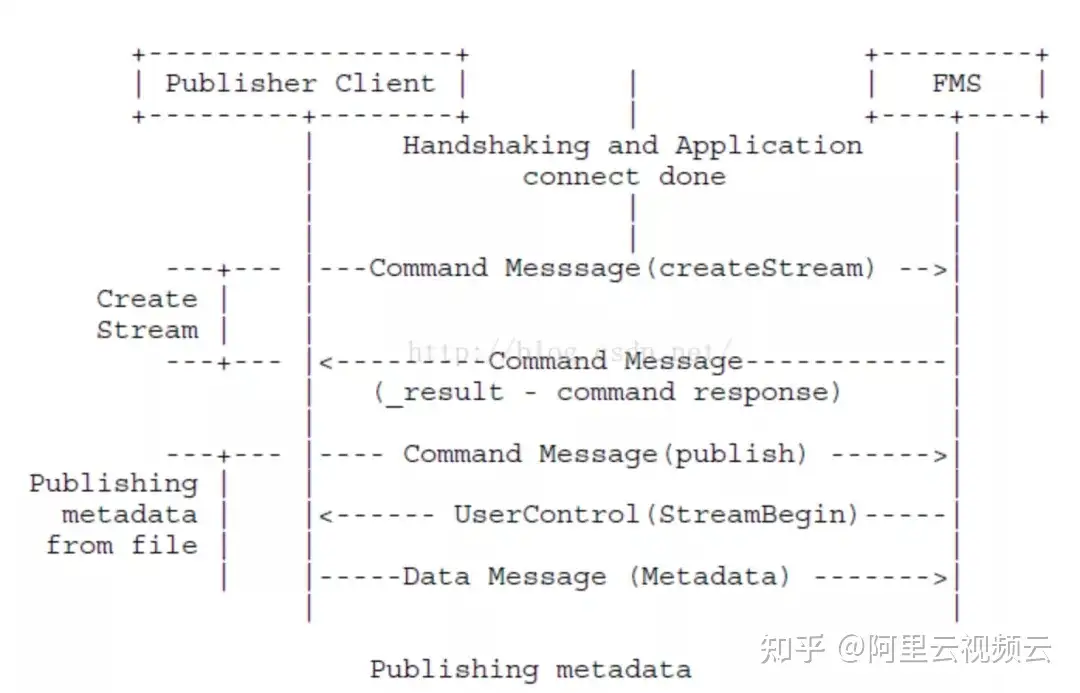 Publisher Client | FMS
Handshaking and Application
connect done
---Command Messsage(createStream) -->
Create
Stream
http://blog.csdn.net/
<------Command Message-----------
(_result - command response)
---- Command Message(publish) ------>
Publishing
metadata
from file
<------ UserControl(StreamBegin)-----
-----Data Message (Metadata) ------->
Publishing metadata
知乎 @阿里云视频云